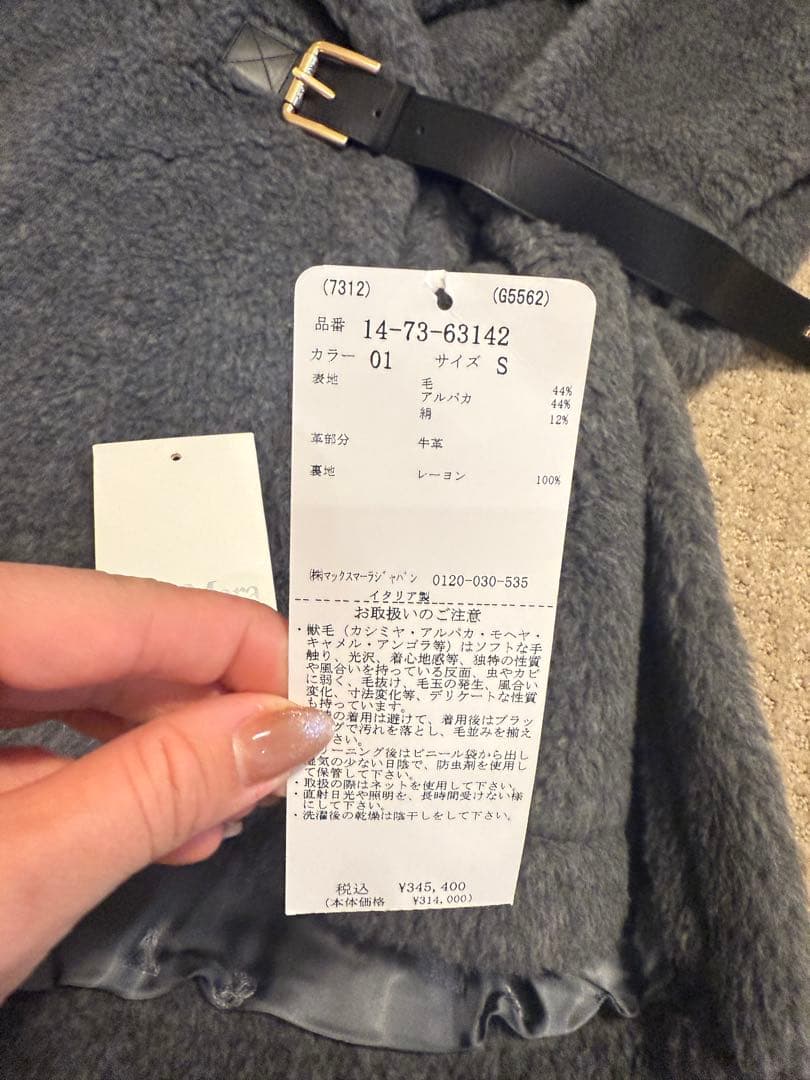 (7312) (G5562)
品番 14-73-63142
カラー 01 サイズ S
表地 毛 44%
アルパカ 44%
絹 12%
革部分 牛革
裏地 レーヨン 100%
㈱マックスマーラジャパン 0120-030-535
イタリア製
お取扱いのご注意
・獣毛（カシミヤ・アルパカ・モヘヤ・
キャメル・アンゴラ等）はソフトな手
触り、光沢、着心地感等、独特の性質
や風合いを持っている反面、虫やカビ
に弱く、毛抜け、毛玉の発生、風合い
変化、寸法変化等、デリケートな性質
も持っています。
の着用は避けて、着用後はブラッ
グで汚れを落とし、毛並みを揃え
さい。
リーニング後はビニール袋から出し
湿気の少ない日陰で、防虫剤を使用し
て保管して下さい。
・取扱の際はネットを使用して下さい。
・直射日光や照明を、長時間受けない様
にして下さい。
・洗濯後の乾燥は陰干しをして下さい。
税込 ¥345,400
(本体価格 ¥314,000)